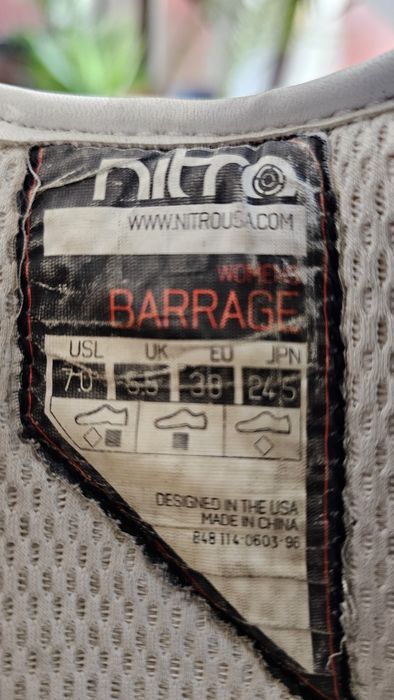 nitro
WWW.NITROUSA.COM
WOMEN'S
BARRAGE
USL UK EU JPN
7.0 5.5 38 24.5
DESIGNED IN THE USA
MADE IN CHINA
848 114-0603-96